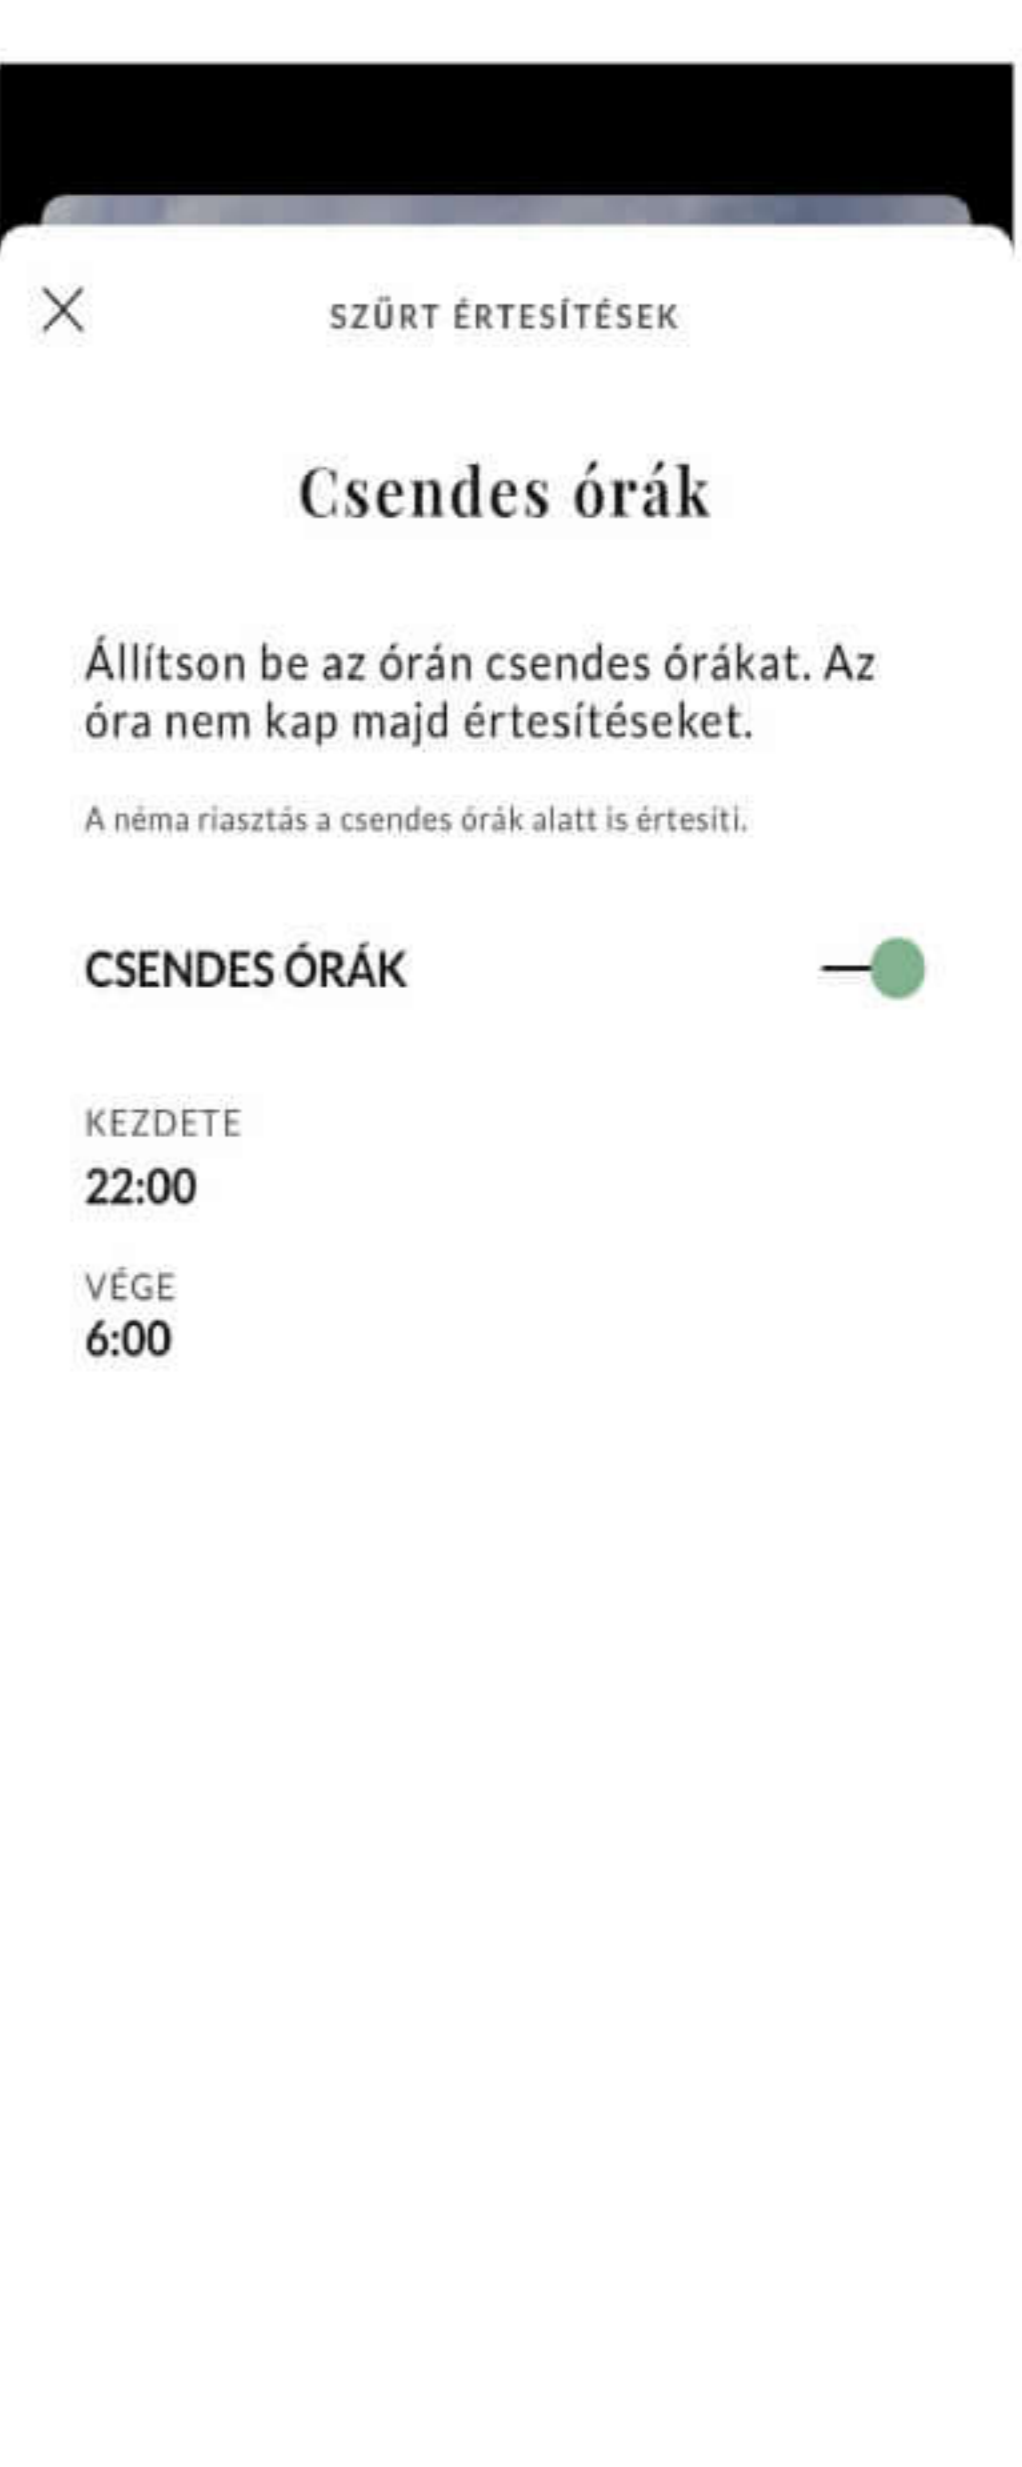 SZŰRT ÉRTESÍTÉSEK
Csendes órák
Állítson be az órán csendes órákat. Az
óra nem kap majd értesítéseket.
A néma riasztás a csendes órák alatt is értesíti.
CSENDES ÓRÁK
KEZDETE
22:00
VÉGE
6:00